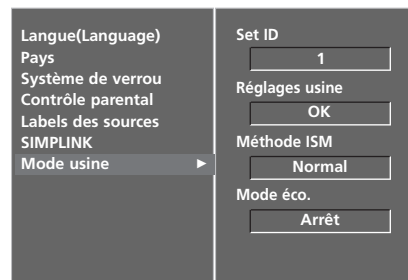 Langue(Language)
Pays
Système de verrou
Contrôle parental
Labels des sources
SIMPLINK
Mode usine ►
Set ID
1
Réglages usine
OK
Méthode ISM
Normal
Mode éco.
Arrêt